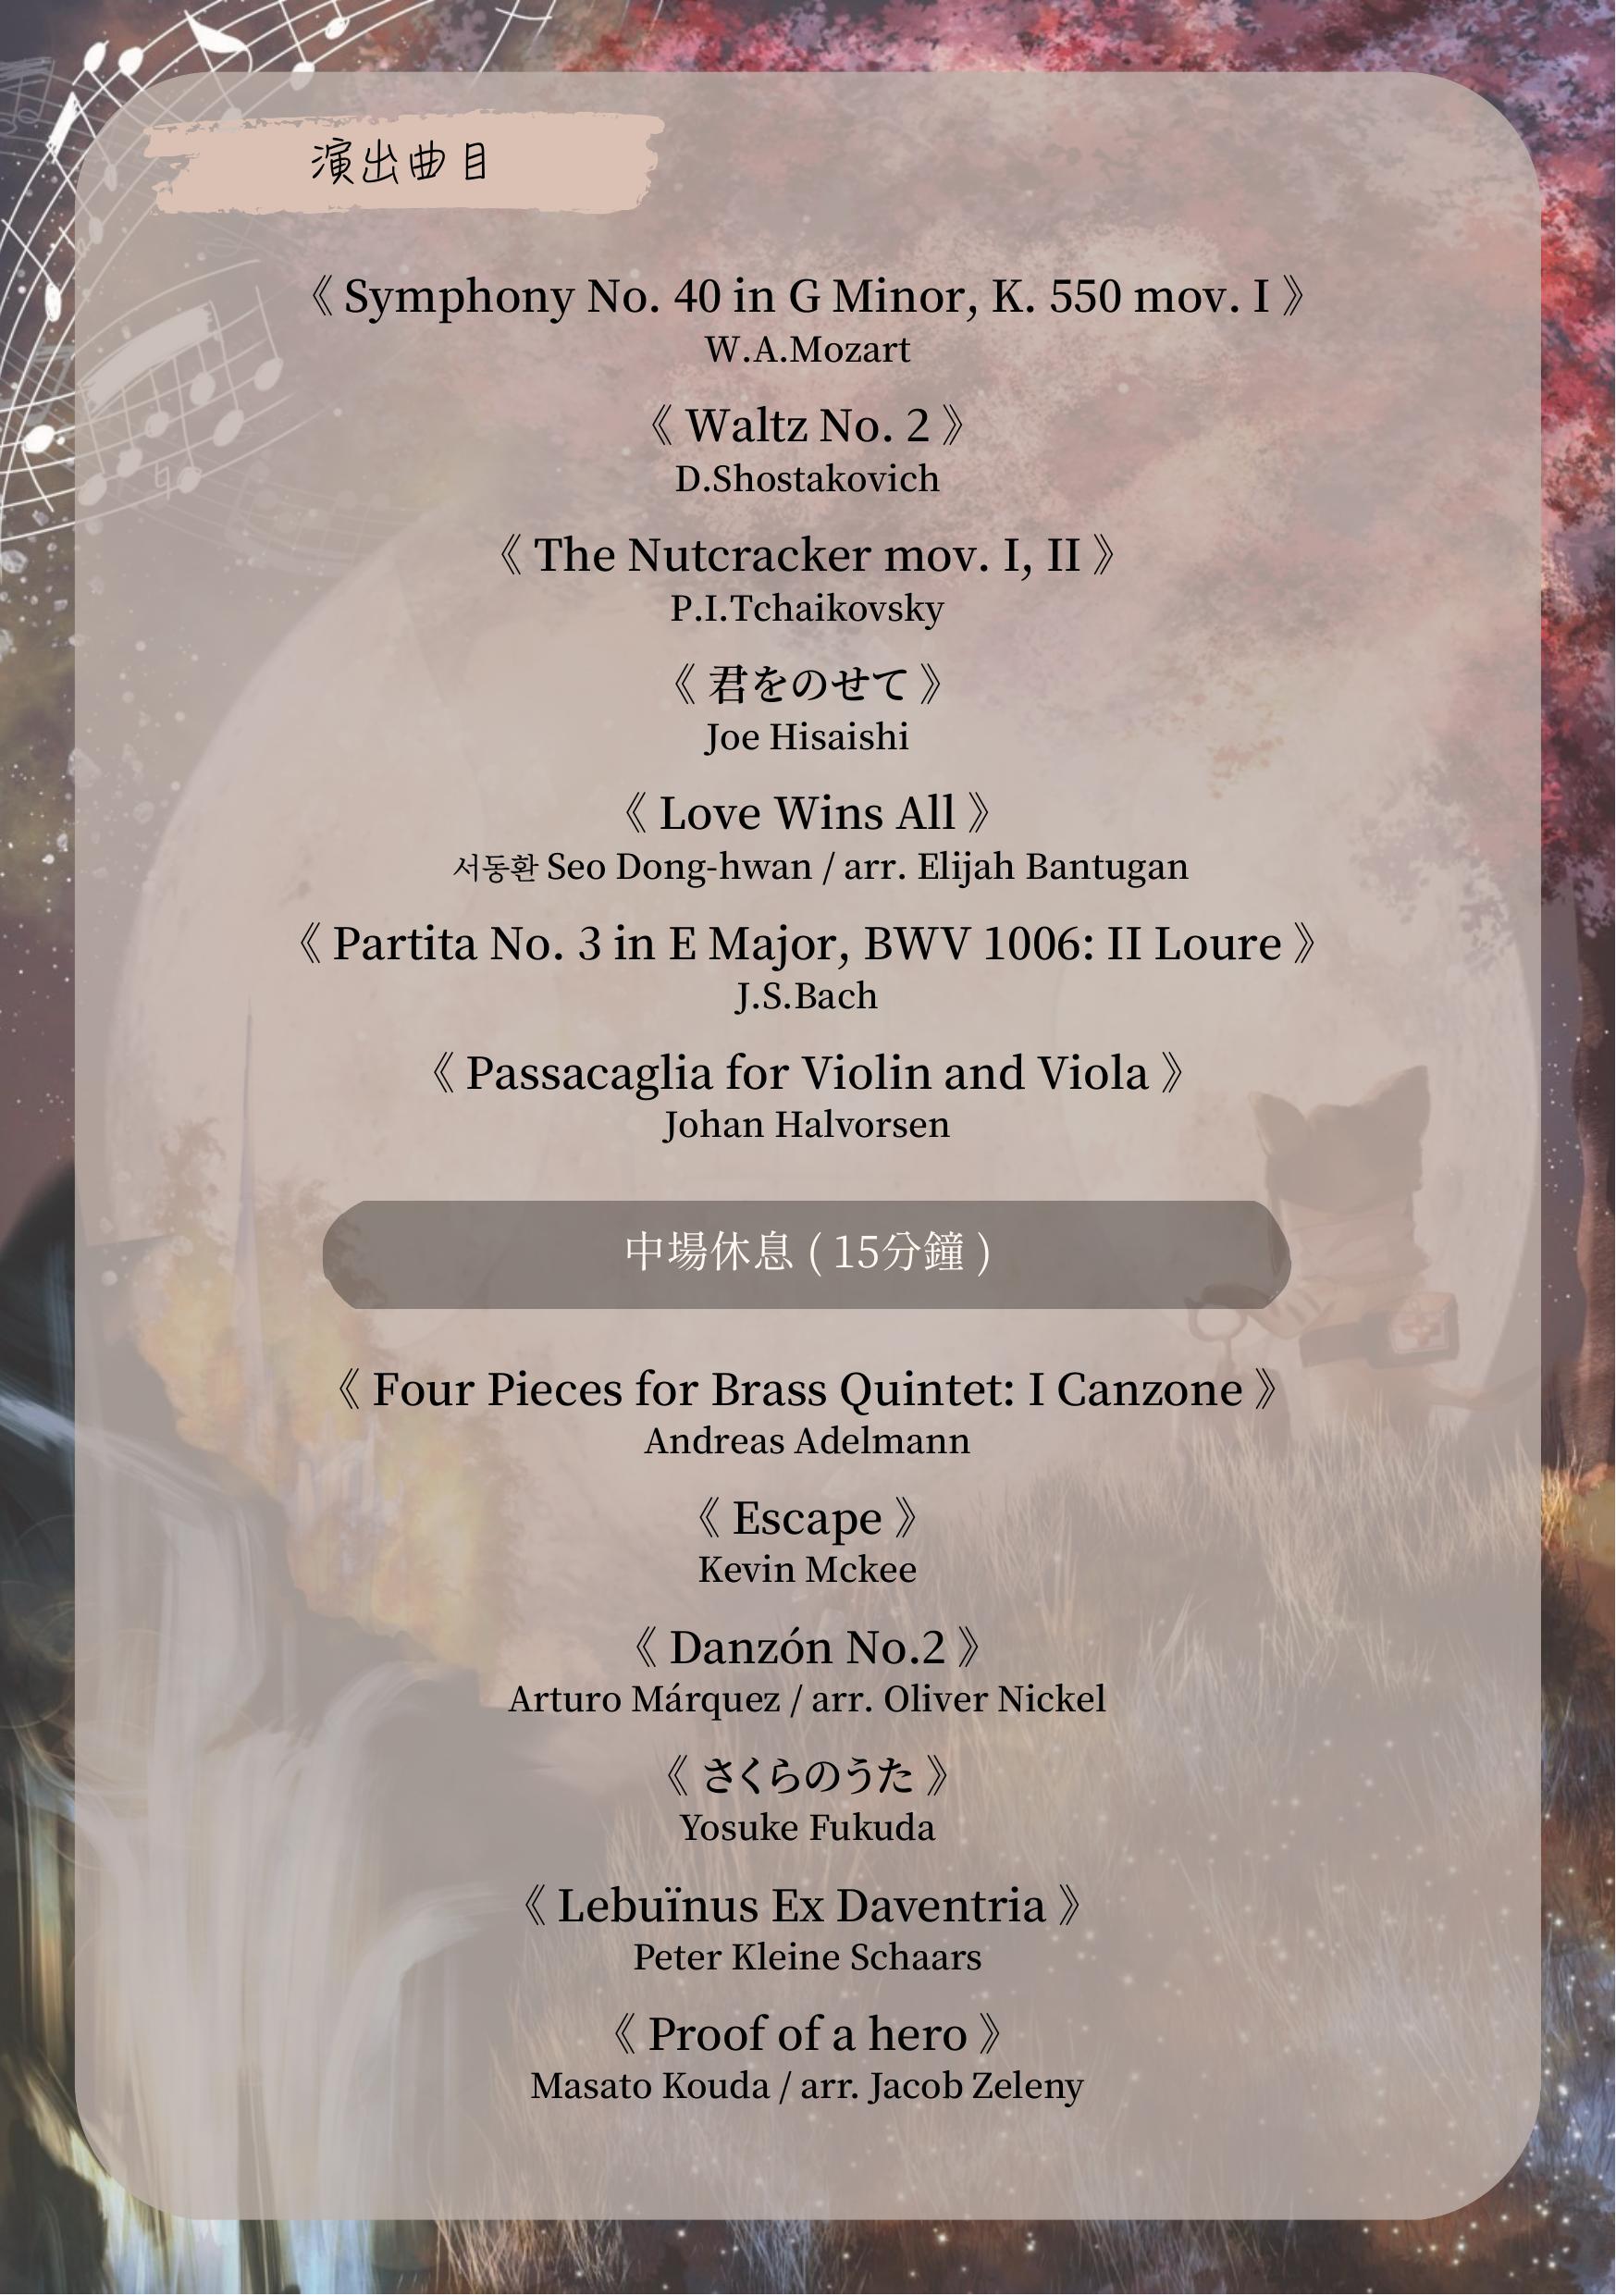 演出曲目
《 Symphony No. 40 in G Minor, K. 550 mov. I 》
W.A.Mozart
《 Waltz No. 2 》
D.Shostakovich
《 The Nutcracker mov. I, II 》
P.I.Tchaikovsky
《 君をのせて 》
Joe Hisaishi
《 Love Wins All 》
서동환 Seo Dong-hwan / arr. Elijah Bantugan
《 Partita No. 3 in E Major, BWV 1006: II Loure 》
J.S.Bach
《 Passacaglia for Violin and Viola 》
Johan Halvorsen
中場休息 ( 15分鐘 )
《 Four Pieces for Brass Quintet: I Canzone 》
Andreas Adelmann
《 Escape 》
Kevin Mckee
《 Danzón No.2 》
Arturo Márquez / arr. Oliver Nickel
《 さくらのうた 》
Yosuke Fukuda
《 Lebuïnus Ex Daventria 》
Peter Kleine Schaars
《 Proof of a hero 》
Masato Kouda / arr. Jacob Zeleny